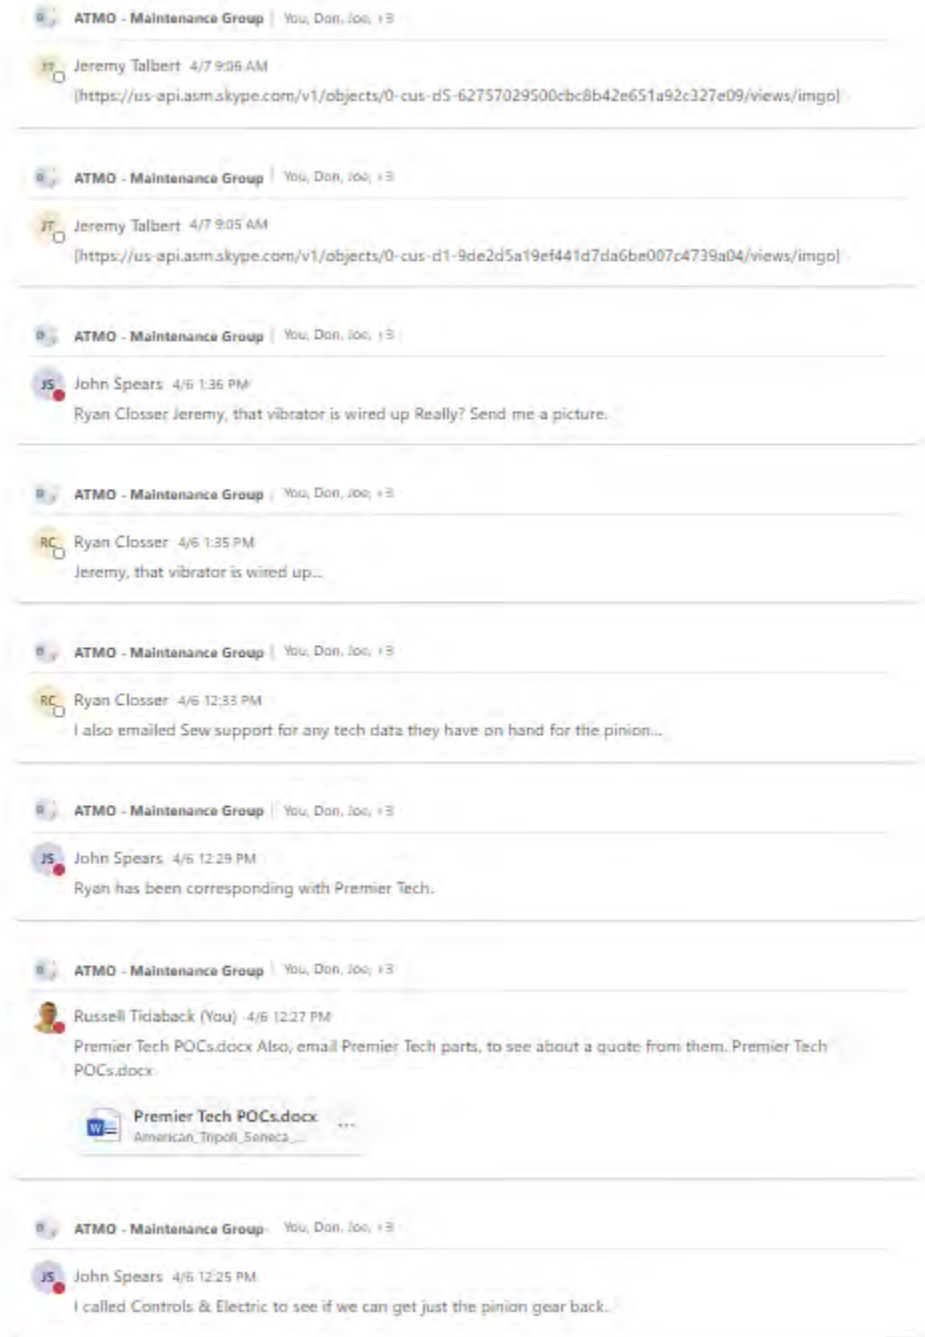 ATMO - Maintenance Group | You, Don, Joe, +3
Jeremy Talbert 4/7 9:06 AM
[https://us-api.asm.skype.com/v1/objects/0-cus-d5-62757029500cbc8b42e651a92c327e09/views/imgo]
ATMO - Maintenance Group | You, Don, Joe, +3
JT Jeremy Talbert 4/7 9:05 AM
[https://us-api.asm.skype.com/v1/objects/0-cus-d1-9de2d5a19ef441d7da6be007c4739a04/views/imgo]
ATMO - Maintenance Group | You, Don, Joe, +3
JS John Spears 4/6 1:36 PM
Ryan Closser Jeremy, that vibrator is wired up Really? Send me a picture.
ATMO - Maintenance Group | You, Don, Joe, +3
RC Ryan Closser 4/6 1:35 PM
Jeremy, that vibrator is wired up...
ATMO - Maintenance Group | You, Don, Joe, +3
RC Ryan Closser 4/6 12:33 PM
I also emailed Sew support for any tech data they have on hand for the pinion...
ATMO - Maintenance Group | You, Don, Joe, +3
JS John Spears 4/6 12:29 PM
Ryan has been corresponding with Premier Tech.
ATMO - Maintenance Group | You, Don, Joe, +3
Russell Tidaback (You) 4/6 12:27 PM
Premier Tech POCs.docx Also, email Premier Tech parts, to see about a quote from them. Premier Tech
POCs.docx
Premier Tech POCs.docx ...
American_Tripoli_Seneca_...
ATMO - Maintenance Group You, Don, Joe, +3
JS John Spears 4/6 12:25 PM
I called Controls & Electric to see if we can get just the pinion gear back.